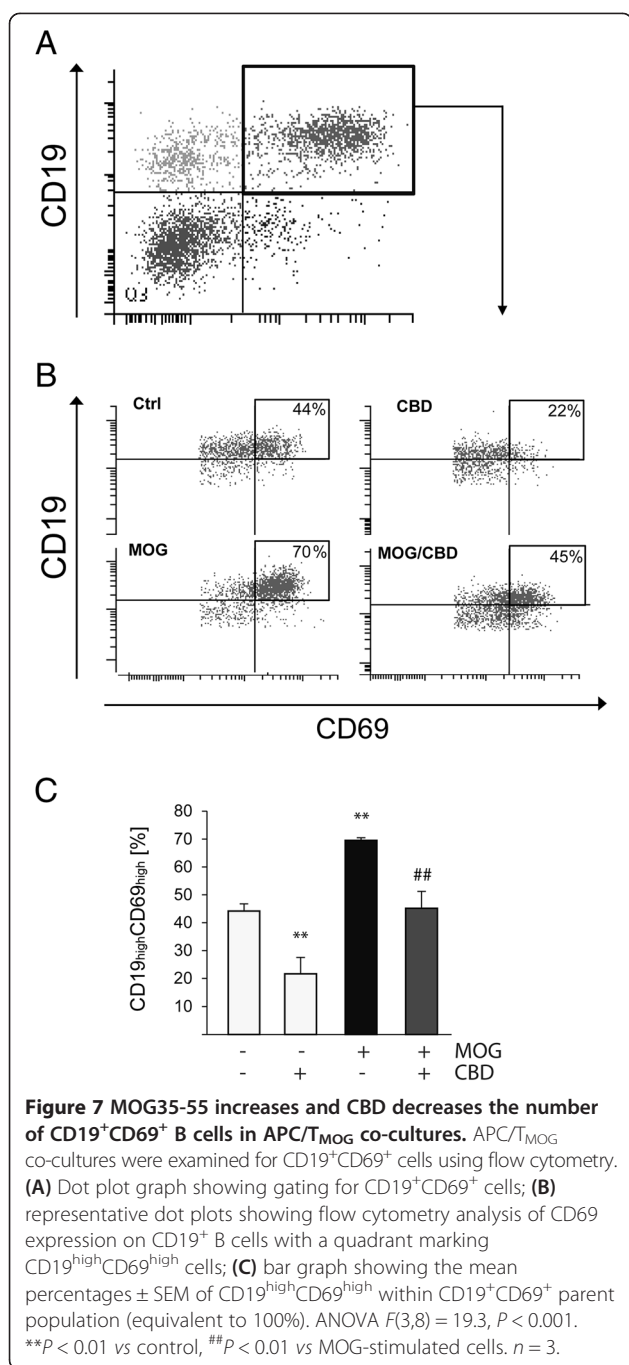 A
CD19
Q3
B
Ctrl
44%
CBD
22%
MOG
70%
MOG/CBD
45%
CD19
CD69
C
CD19highCD69high [%]
80
70
60
50
40
30
20
10
**
**
##
- - + + MOG
- + - + CBD
Figure 7 MOG35-55 increases and CBD decreases the number
of CD19+CD69+ B cells in APC/TMOG co-cultures. APC/TMOG
co-cultures were examined for CD19+CD69+ cells using flow cytometry.
(A) Dot plot graph showing gating for CD19+CD69+ cells; (B)
representative dot plots showing flow cytometry analysis of CD69
expression on CD19+ B cells with a quadrant marking
CD19highCD69high cells; (C) bar graph showing the mean
percentages ± SEM of CD19highCD69high within CD19+CD69+ parent
population (equivalent to 100%). ANOVA F(3,8) = 19.3, P < 0.001.
**P < 0.01 vs control, ##P < 0.01 vs MOG-stimulated cells. n = 3.